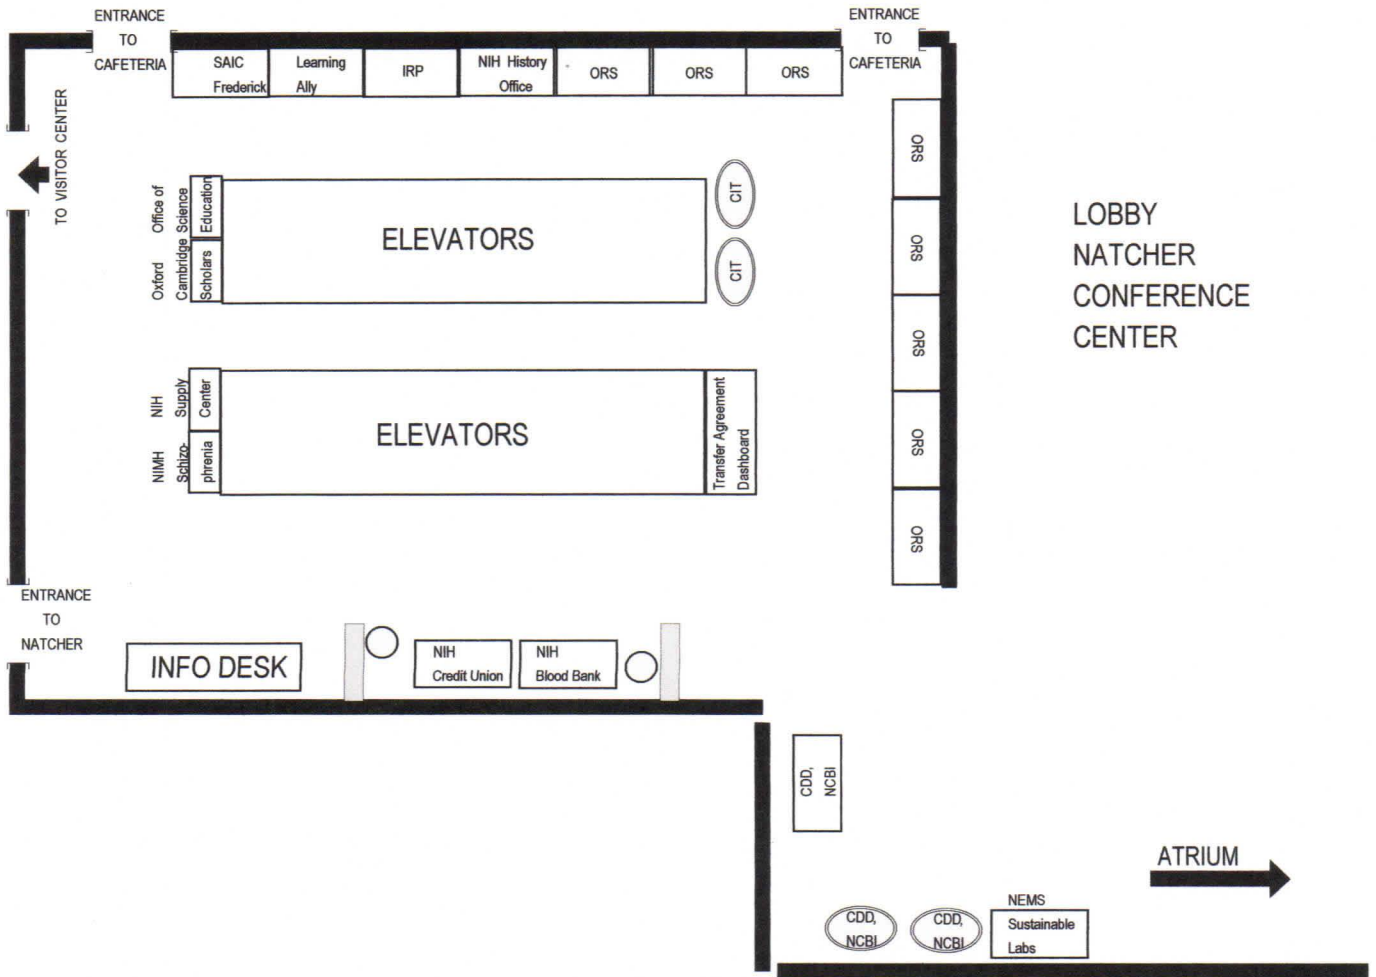 ENTRANCE
TO
CAFETERIA
ENTRANCE
TO
CAFETERIA
SAIC
Frederick
Learning
Ally
IRP
NIH History
Office
ORS
ORS
ORS
TO VISITOR CENTER
ORS
ORS
ORS
ORS
ORS
Office of
Science
Education
Oxford
Cambridge
Scholars
ELEVATORS
CIT
CIT
LOBBY
NATCHER
CONFERENCE
CENTER
NIH
Supply
Center
NIMH
Schizo-
phrenia
ELEVATORS
Transfer Agreement
Dashboard
ENTRANCE
TO
NATCHER
INFO DESK
NIH
Credit Union
NIH
Blood Bank
CDD,
NCBI
ATRIUM
CDD,
NCBI
CDD,
NCBI
NEMS
Sustainable
Labs